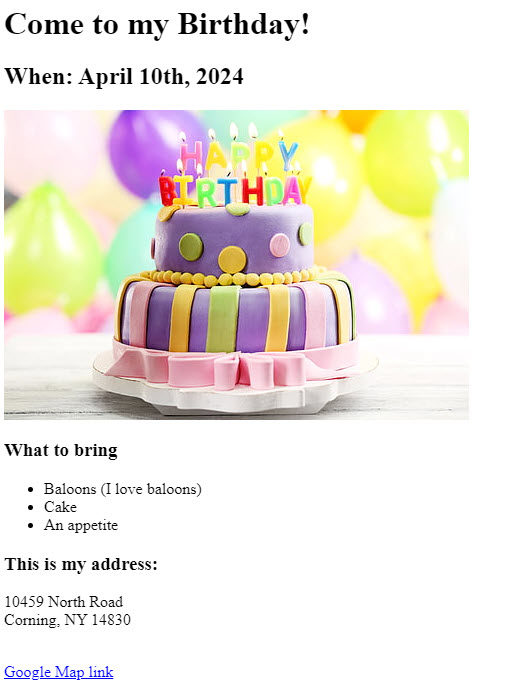 Come to my Birthday!
When: April 10th, 2024
HAPPY
BIRTHDAY
What to bring
Baloons (I love baloons)
Cake
An appetite
This is my address:
10459 North Road
Corning, NY 14830
Google Map link